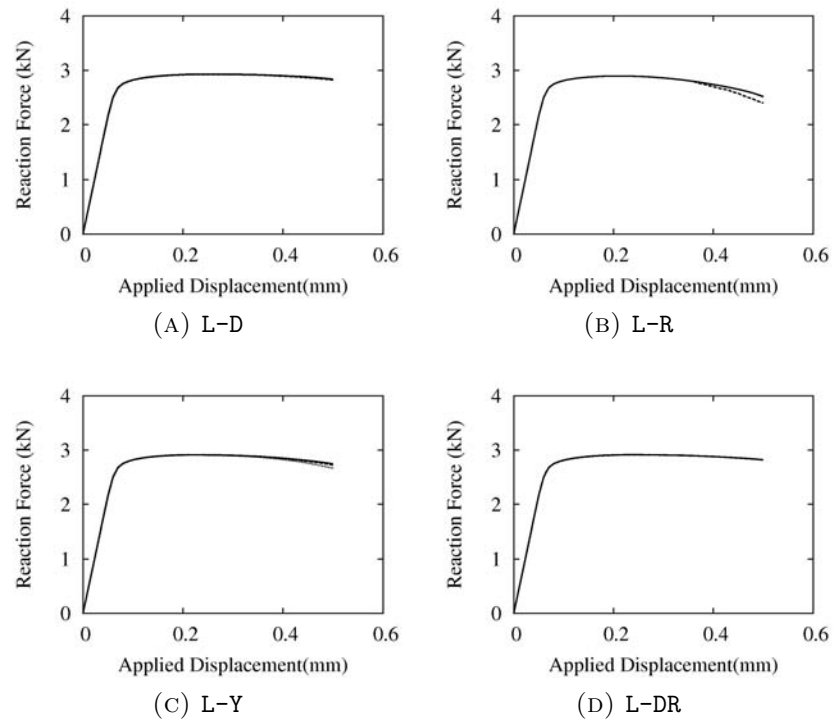 4
3
2
1
0
Reaction Force (kN)
0 0.2 0.4 0.6
Applied Displacement(mm)
(A) L-D
4
3
2
1
0
Reaction Force (kN)
0 0.2 0.4 0.6
Applied Displacement(mm)
(B) L-R
4
3
2
1
0
Reaction Force (kN)
0 0.2 0.4 0.6
Applied Displacement(mm)
(C) L-Y
4
3
2
1
0
Reaction Force (kN)
0 0.2 0.4 0.6
Applied Displacement(mm)
(D) L-DR